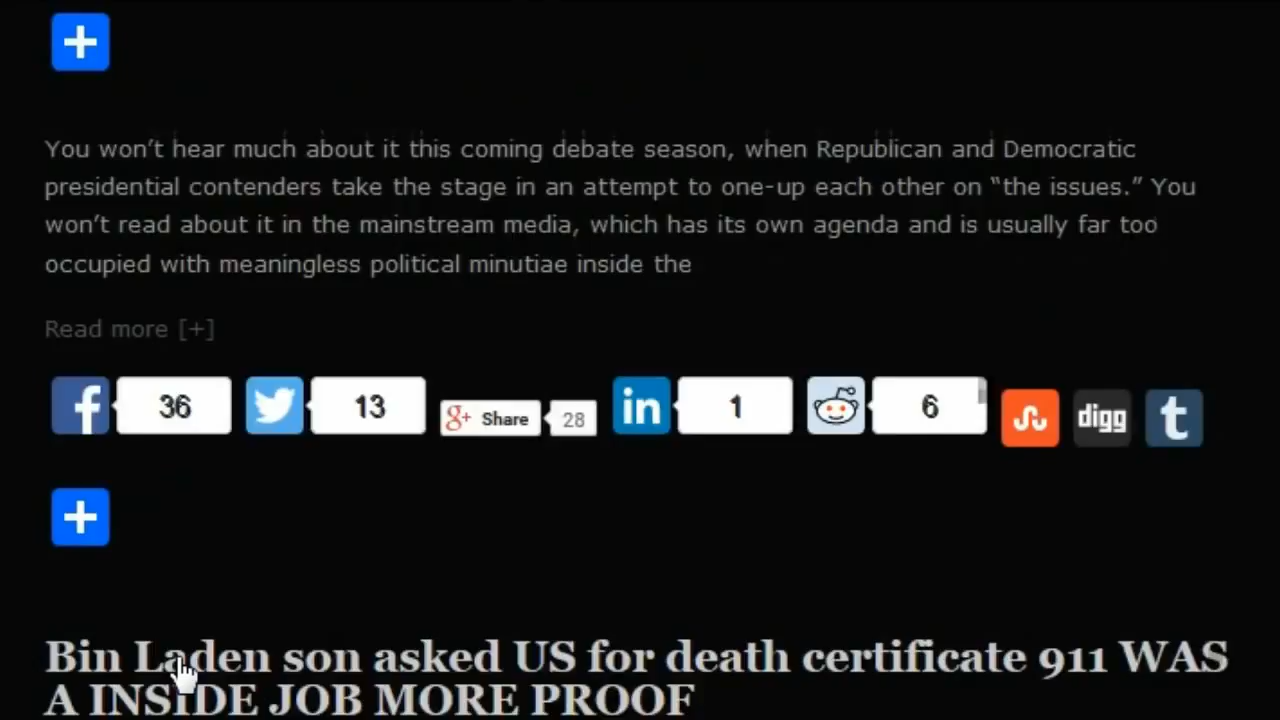 You won’t hear much about it this coming debate season, when Republican and Democratic
presidential contenders take the stage in an attempt to one-up each other on “the issues.” You
won’t read about it in the mainstream media, which has its own agenda and is usually far too
occupied with meaningless political minutiae inside the
Read more [+]
36 13 g+ Share 28 in 1 6 digg t
Bin Laden son asked US for death certificate 911 WAS
A INSIDE JOB MORE PROOF